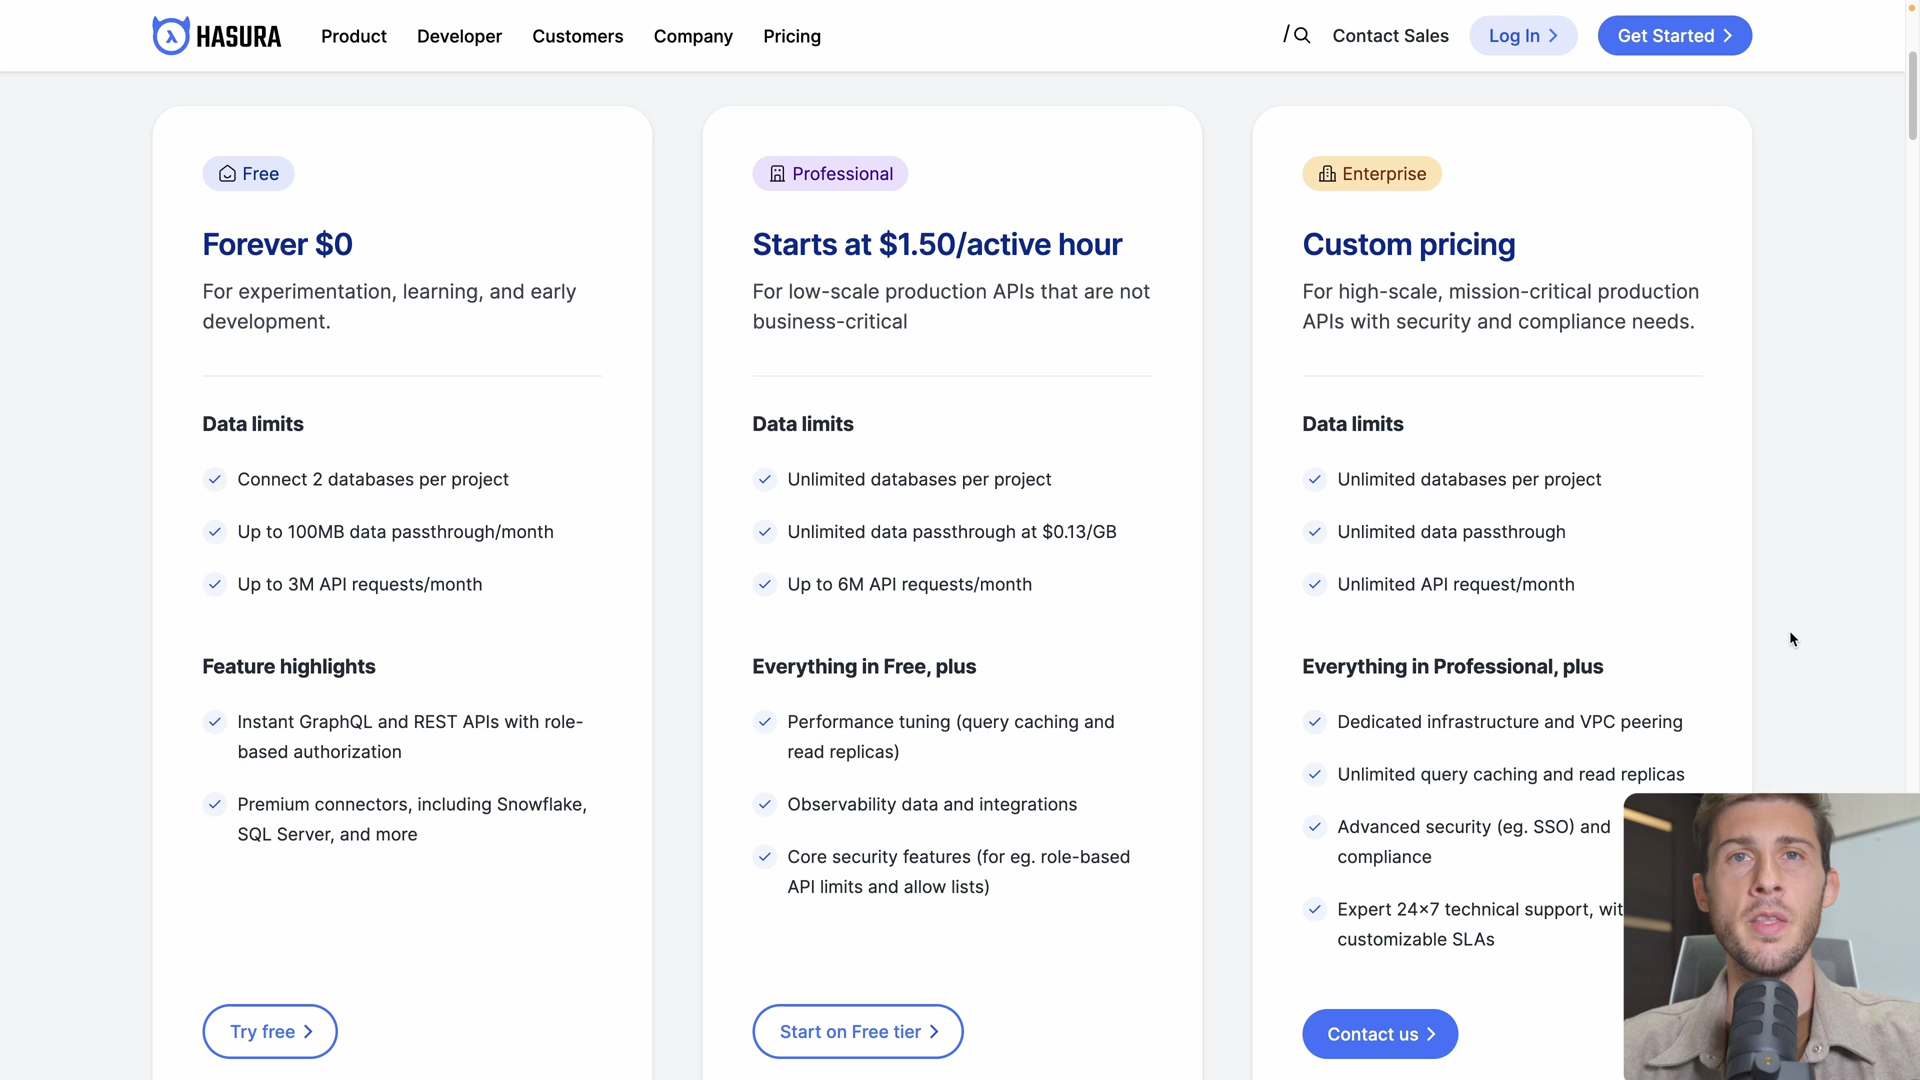 HASURA
Product
Developer
Customers
Company
Pricing
/
Contact Sales
Log In
Get Started
Free
Forever $0
For experimentation, learning, and early
development.
Data limits
Connect 2 databases per project
Up to 100MB data passthrough/month
Up to 3M API requests/month
Feature highlights
Instant GraphQL and REST APIs with role-
based authorization
Premium connectors, including Snowflake,
SQL Server, and more
Try free
Professional
Starts at $1.50/active hour
For low-scale production APIs that are not
business-critical
Data limits
Unlimited databases per project
Unlimited data passthrough at $0.13/GB
Up to 6M API requests/month
Everything in Free, plus
Performance tuning (query caching and
read replicas)
Observability data and integrations
Core security features (for eg. role-based
API limits and allow lists)
Start on Free tier
Enterprise
Custom pricing
For high-scale, mission-critical production
APIs with security and compliance needs.
Data limits
Unlimited databases per project
Unlimited data passthrough
Unlimited API request/month
Everything in Professional, plus
Dedicated infrastructure and VPC peering
Unlimited query caching and read replicas
Advanced security (eg. SSO) and
compliance
Expert 24×7 technical support, wit
customizable SLAs
Contact us